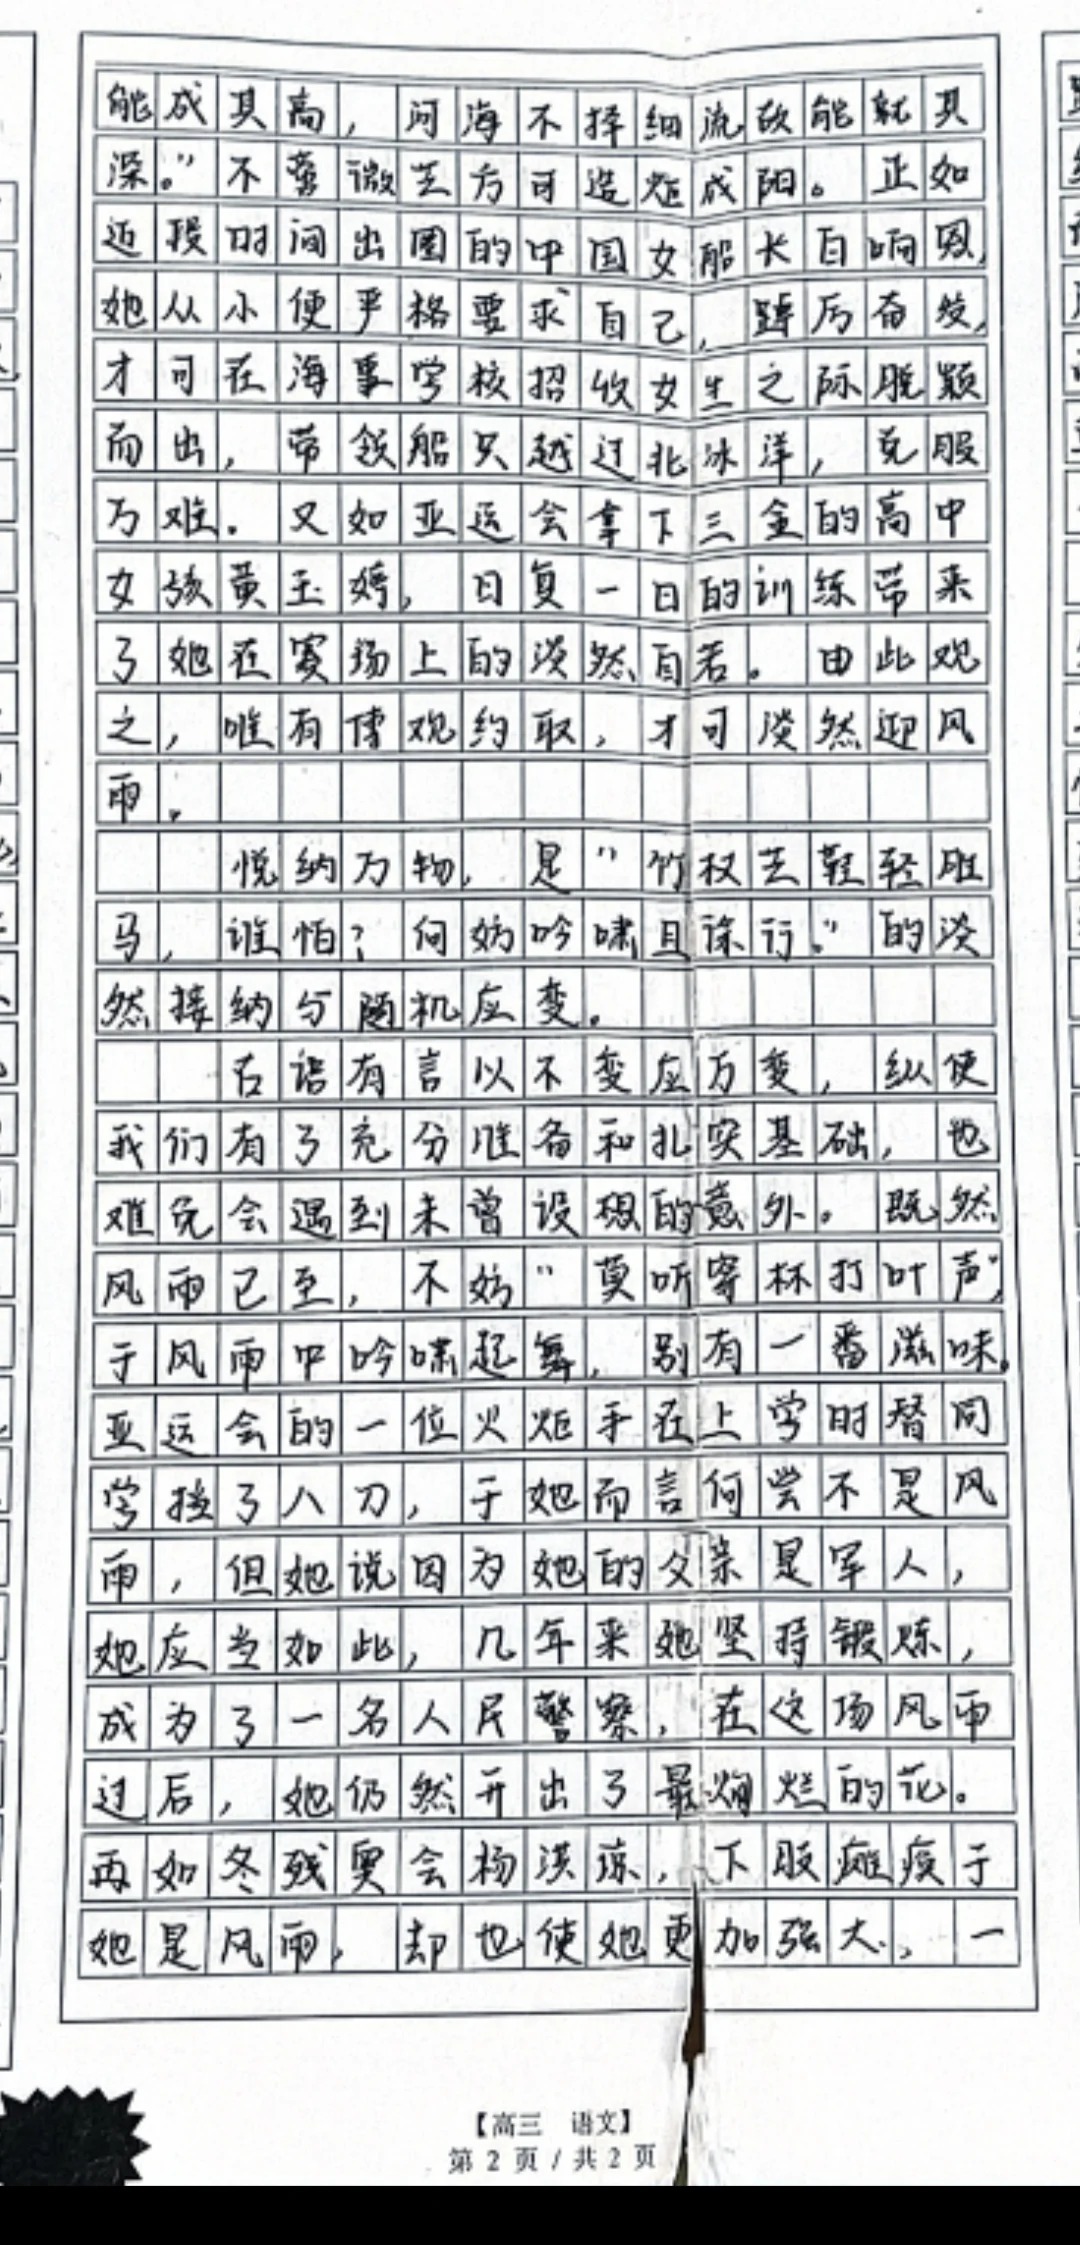 能成其高，河海不择细流故能就其
深。”不蔑微芒方可造炬成阳。正如
近段时间出圈的中国女船长白响恩，
她从小便严格要求自己，踔厉奋发，
才可在海事学校招收女生之际脱颖
而出，带领船只越过北冰洋，克服
万难。又如亚运会拿下三金的高中
女孩黄玉婷，日复一日的训练带来
了她在赛场上的淡然自若。由此观
之，唯有博观约取，才可淡然迎风
雨。
悦纳万物，是“竹杖芒鞋轻胜
马，谁怕？何妨吟啸且徐行。”的淡
然接纳与随机应变。
古语有言以不变应万变，纵使
我们有了充分准备和扎实基础，也
难免会遇到未曾设想的意外。既然
风雨已至，不妨“莫听穿林打叶声”，
于风雨中吟啸起舞，别有一番滋味。
亚运会的一位火炬手在上学时替同
学挡了八刀，于她而言何尝不是风
雨，但她说因为她的父亲是军人，
她应当如此，几年来她坚持锻炼，
成为了一名人民警察，在这场风雨
过后，她仍然开出了最绚烂的花。
再如冬残奥会杨洪琼，下肢瘫痪于
她是风雨，却也使她更加强大，一
【高三 语文】
第 2 页 / 共 2 页